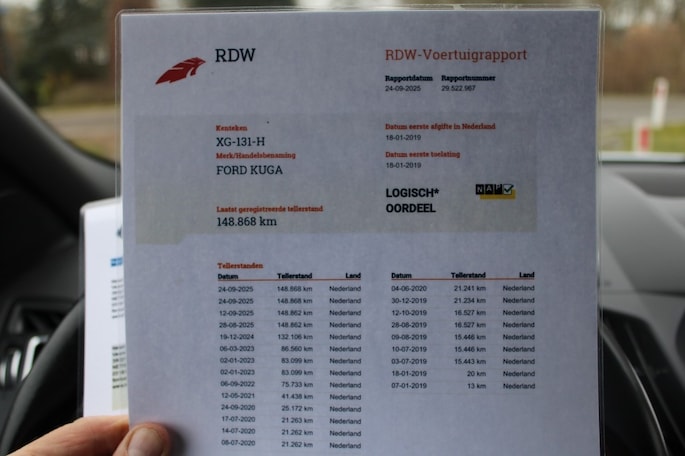 RDW
RDW-Voertuigrapport
Rapportdatum Rapportnummer
24-09-2025 29.522.987
Kenteken
XG-131-H
Merk/Handelsbenaming
FORD KUGA
Datum eerste afgifte in Nederland
18-01-2019
Datum eerste toelating
18-01-2019
LOGISCH*
OORDEEL
NAP
Laatst geregistreerde tellerstand
148.868 km
Tellerstanden
Datum Tellerstand Land
24-09-2025 148.868 km Nederland
24-09-2025 148.868 km Nederland
12-09-2025 148.862 km Nederland
28-08-2025 148.862 km Nederland
19-12-2024 132.106 km Nederland
06-03-2023 86.560 km Nederland
02-01-2023 83.099 km Nederland
02-01-2023 83.099 km Nederland
06-09-2022 75.733 km Nederland
12-05-2021 41.438 km Nederland
24-09-2020 25.172 km Nederland
17-07-2020 21.263 km Nederland
14-07-2020 21.262 km Nederland
08-07-2020 21.262 km Nederland
Datum Tellerstand Land
04-06-2020 21.241 km Nederland
30-12-2019 21.234 km Nederland
12-10-2019 16.527 km Nederland
28-08-2019 16.527 km Nederland
09-08-2019 15.446 km Nederland
10-07-2019 15.446 km Nederland
03-07-2019 15.443 km Nederland
18-01-2019 20 km Nederland
07-01-2019 13 km Nederland